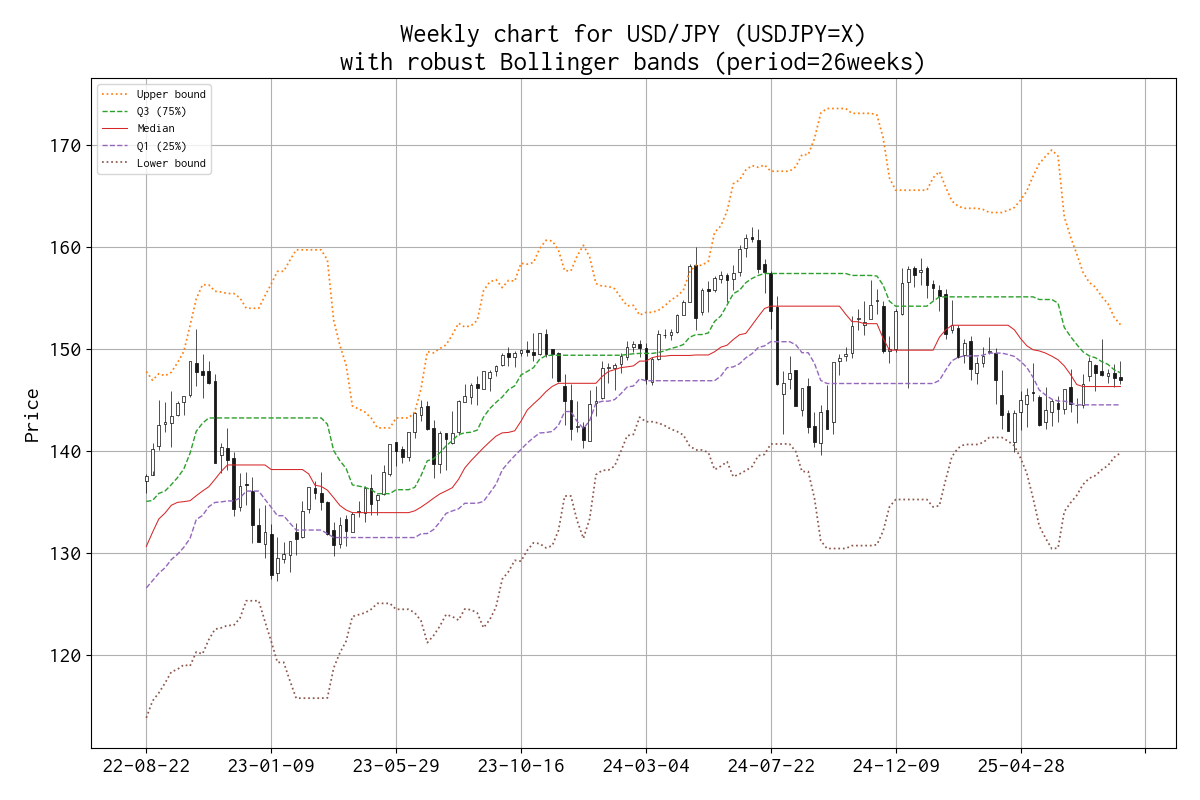 Weekly chart for USD/JPY (USDJPY=X)
with robust Bollinger bands (period=26weeks)
Upper bound
Q3 (75%)
Median
Q1 (25%)
Lower bound
170
160
150
140
130
120
Price
22-08-22
23-01-09
23-05-29
23-10-16
24-03-04
24-07-22
24-12-09
25-04-28